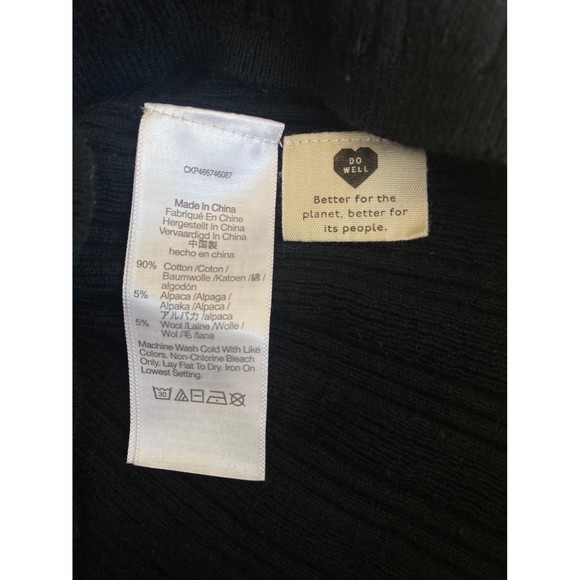 CKP466746087
Made In China
Fabriqué En Chine
Hergestellt In China
Vervaardigd In China
中国製
hecho en china
90% Cotton /Coton /
Baumwolle /Katoen /綿 /
algodón
5% Alpaca /Alpaga /
Alpaka /Alpaca /
アルパカ /alpaca
5% Wool /Laine /Wolle /
Wol /毛 /lana
Machine Wash Cold With Like
Colors. Non-Chlorine Bleach
Only. Lay Flat To Dry. Iron On
Lowest Setting.
30
DO
WELL
Better for the
planet, better for
its people.